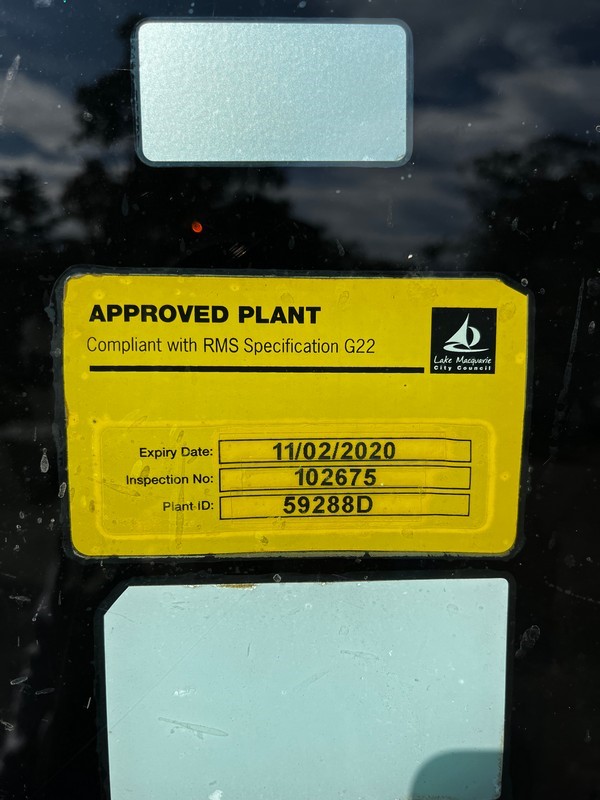 APPROVED PLANT
Compliant with RMS Specification G22
Lake Macquarie
City Council
Expiry Date: 11/02/2020
Inspection No: 102675
Plant ID: 59288D